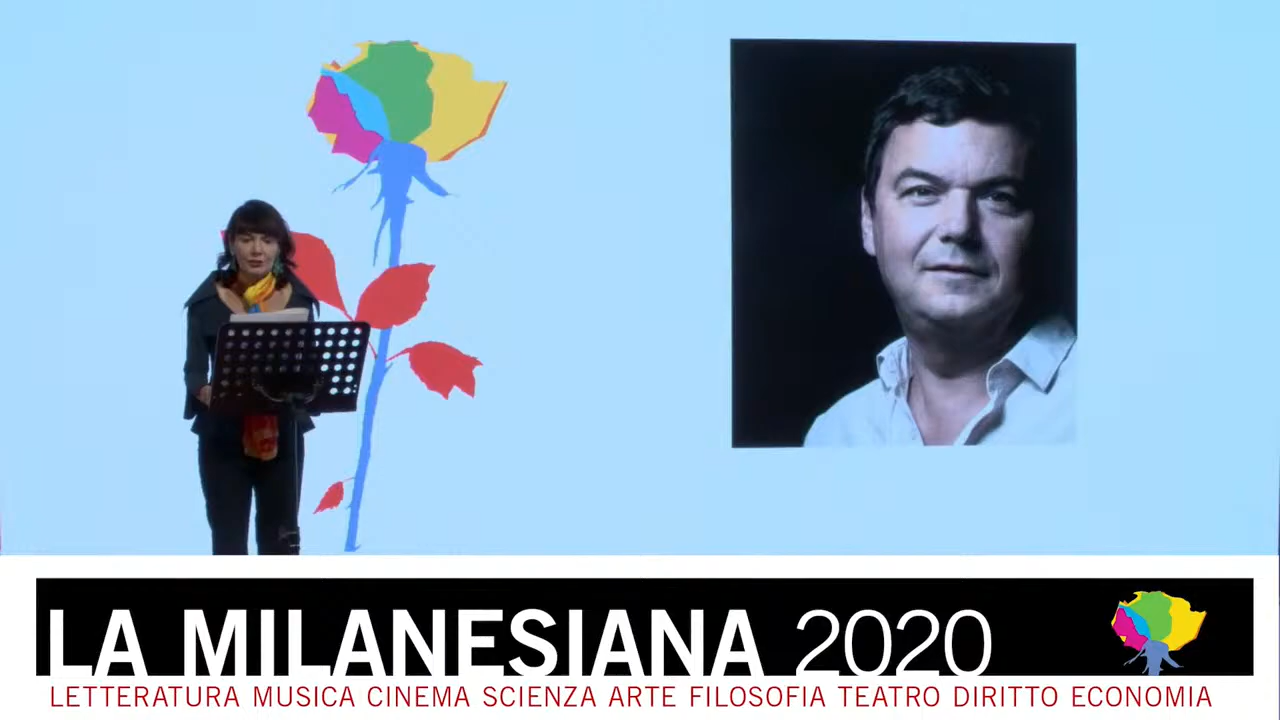 LA MILANESIANA 2020
LETTERATURA MUSICA CINEMA SCIENZA ARTE FILOSOFIA TEATRO DIRITTO ECONOMIA